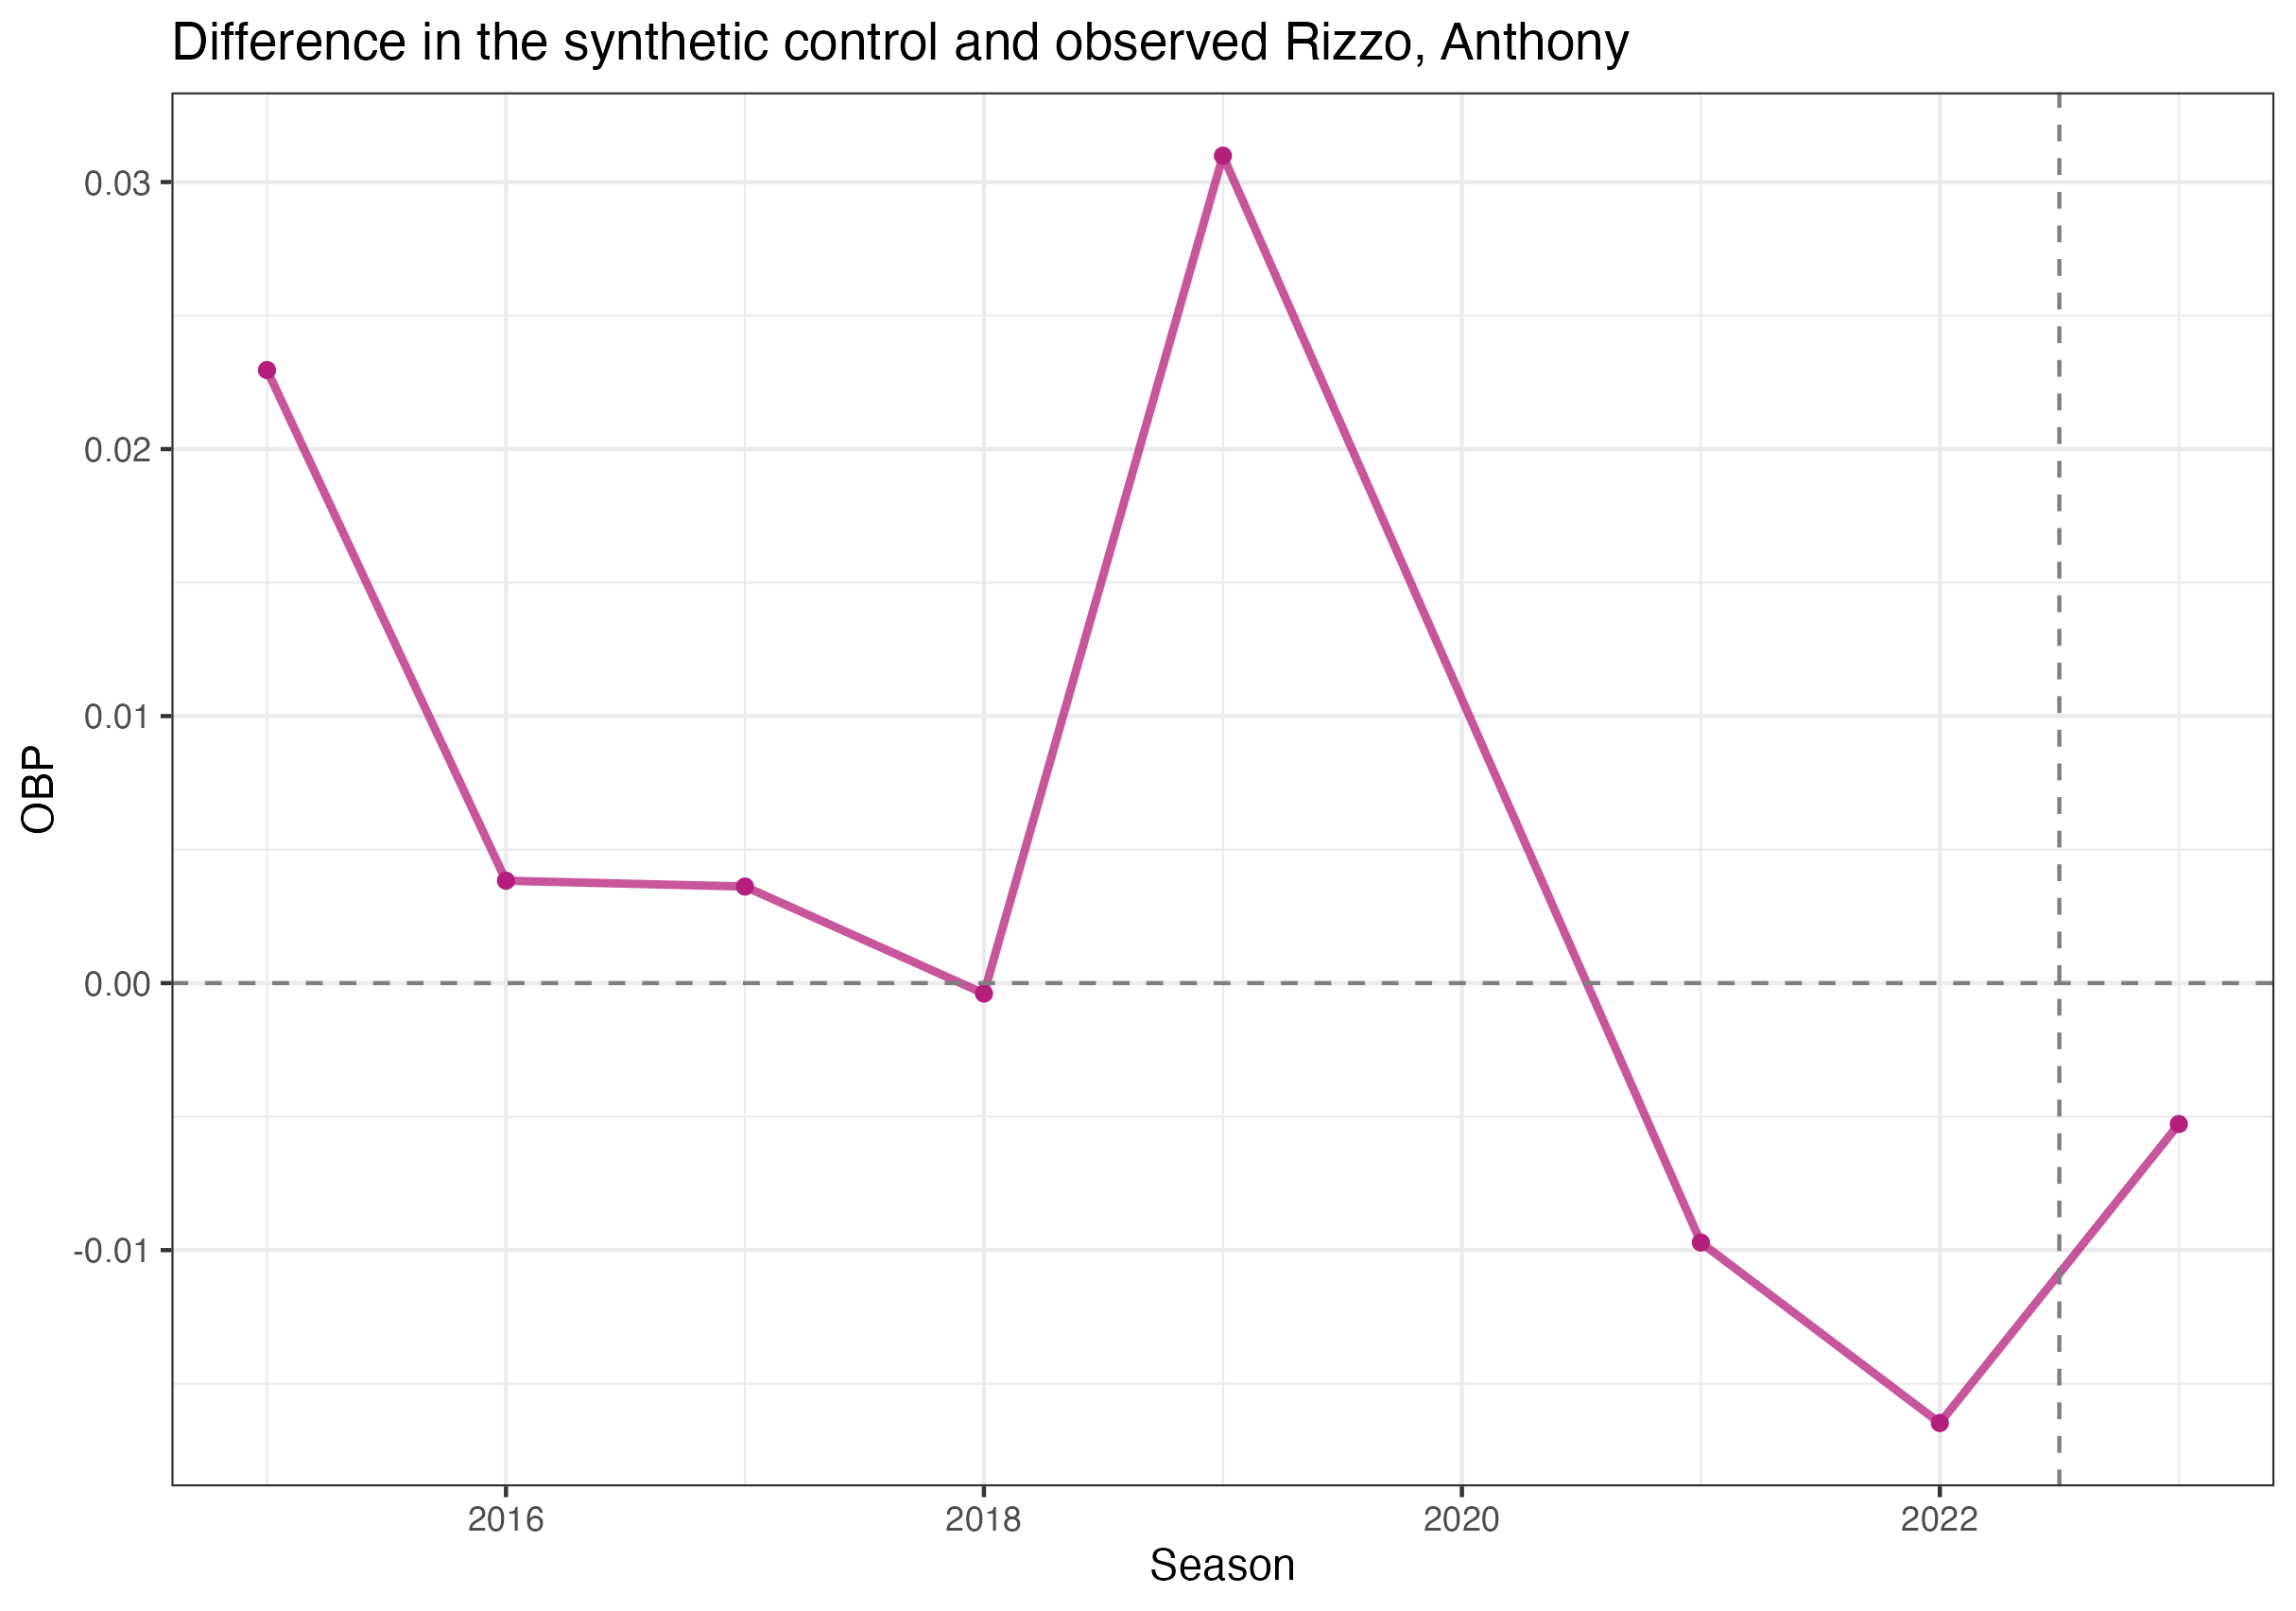 Difference in the synthetic control and observed Rizzo, Anthony
0.03
0.02
0.01
0.00
-0.01
OBP
2016 2018 2020 2022
Season